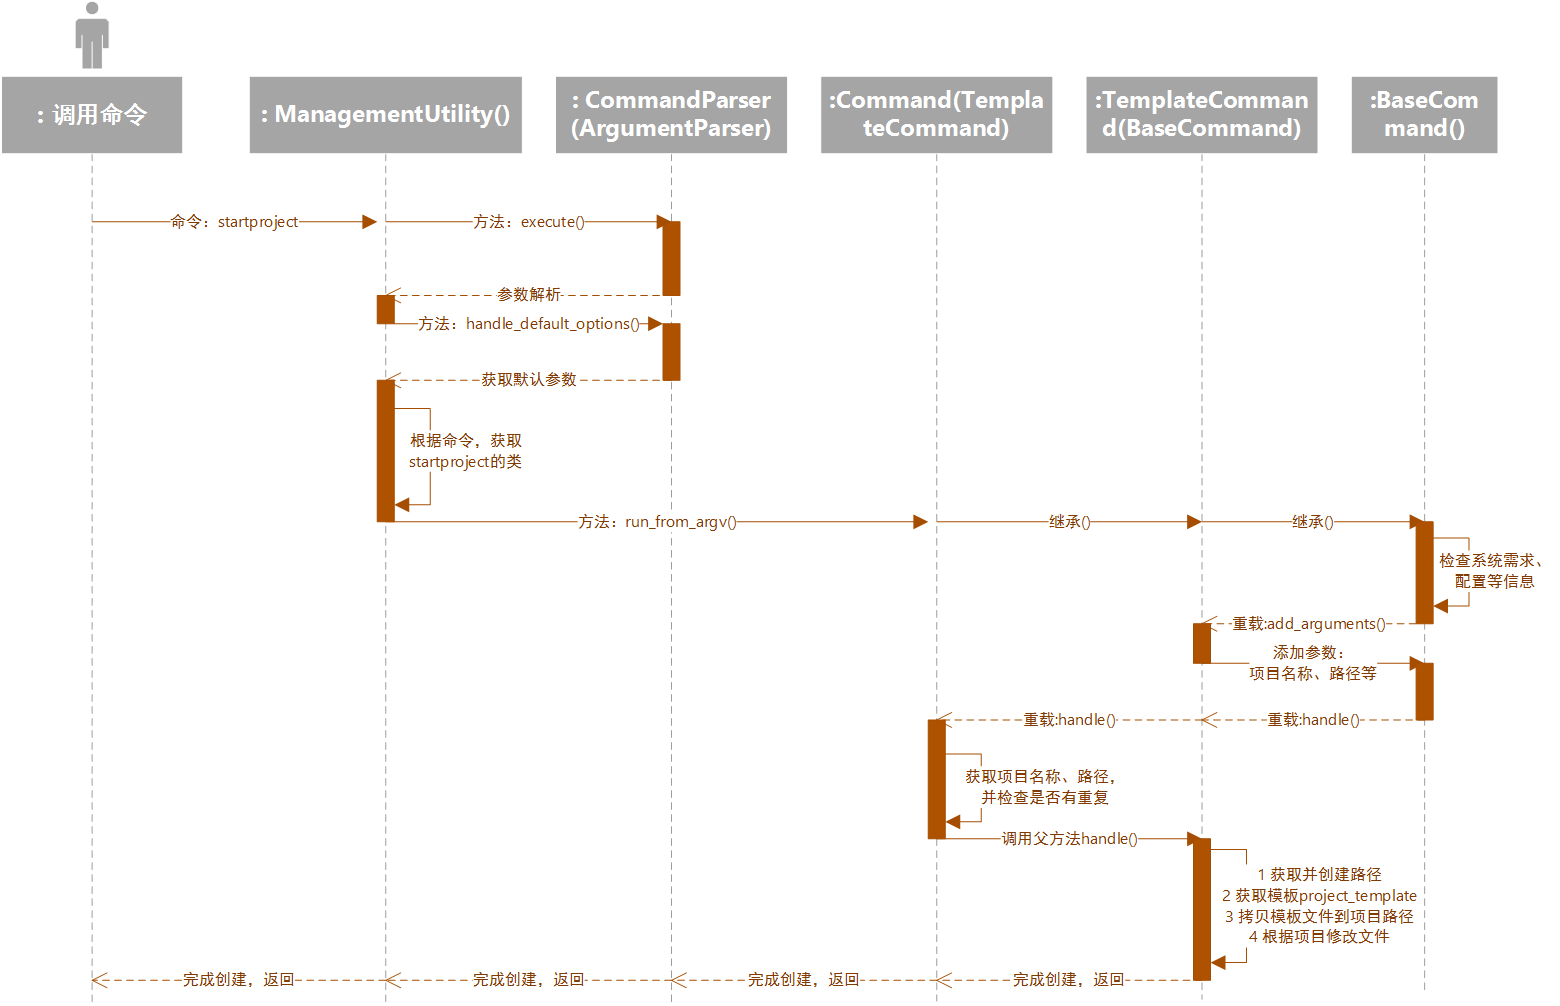 : 调用命令
: ManagementUtility()
: CommandParser
(ArgumentParser)
:Command(Templa
teCommand)
:TemplateComman
d(BaseCommand)
:BaseCom
mand()
命令：startproject
方法：execute()
参数解析
方法：handle_default_options()
获取默认参数
根据命令，获取
startproject的类
方法：run_from_argv()
继承()
继承()
检查系统需求、
配置等信息
重载:add_arguments()
添加参数：
项目名称、路径等
重载:handle()
重载:handle()
获取项目名称、路径，
并检查是否有重复
调用父方法handle()
1 获取并创建路径
2 获取模板project_template
3 拷贝模板文件到项目路径
4 根据项目修改文件
完成创建，返回
完成创建，返回
完成创建，返回
完成创建，返回